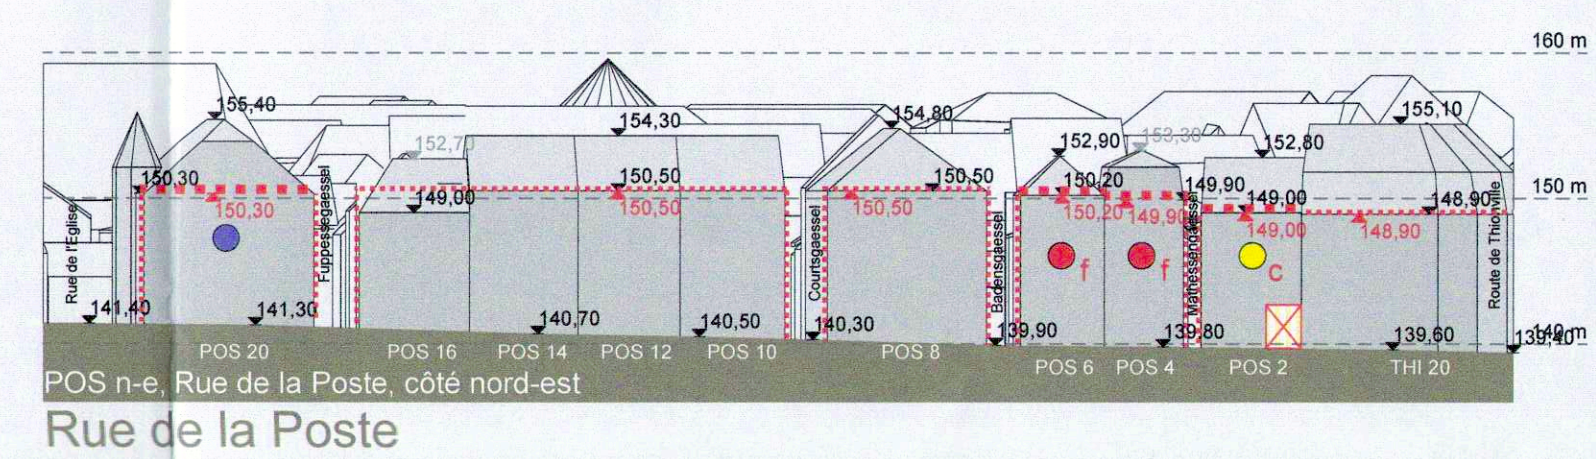 160 m
155,40
154,30
154,80
155,10
152,70
152,90
153,30
152,80
150,30
150,50
150,50
150,20
149,90
149,00
148,90
150 m
149,00
150,30
150,50
150,50
150,20
149,90
149,00
148,90
Rue de l'Eglise
Fuppessegaessel
Courtsgaessel
Badensgaessel
Mathessengaessel
Route de Thionville
f
f
c
141,40
141,30
140,70
140,50
140,30
139,90
139,80
139,60
139,40
140 m
POS 20
POS 16
POS 14
POS 12
POS 10
POS 8
POS 6
POS 4
POS 2
THI 20
POS n-e, Rue de la Poste, côté nord-est
Rue de la Poste